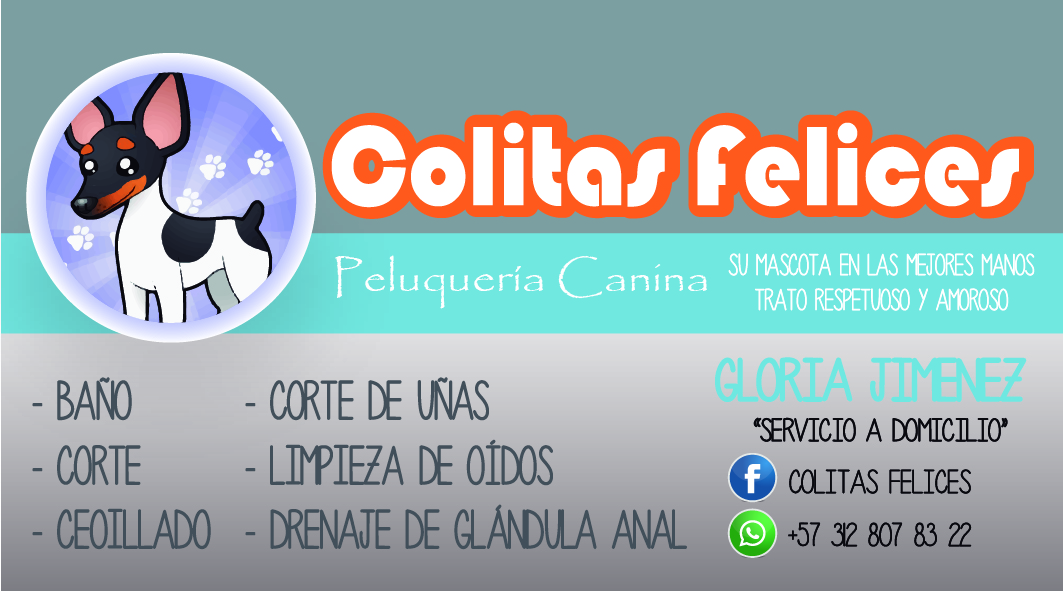 Colitas Felices
Peluquería Canina
SU MASCOTA EN LAS MEJORES MANOS
TRATO RESPETUOSO Y AMOROSO
- BAÑO
- CORTE
- CEOILLADO
- CORTE DE UÑAS
- LIMPIEZA DE OÍDOS
- DRENAJE DE GLÁNDULA ANAL
GLORIA JIMENEZ
"SERVICIO A DOMICILIO"
COLITAS FELICES
+57 312 807 83 22